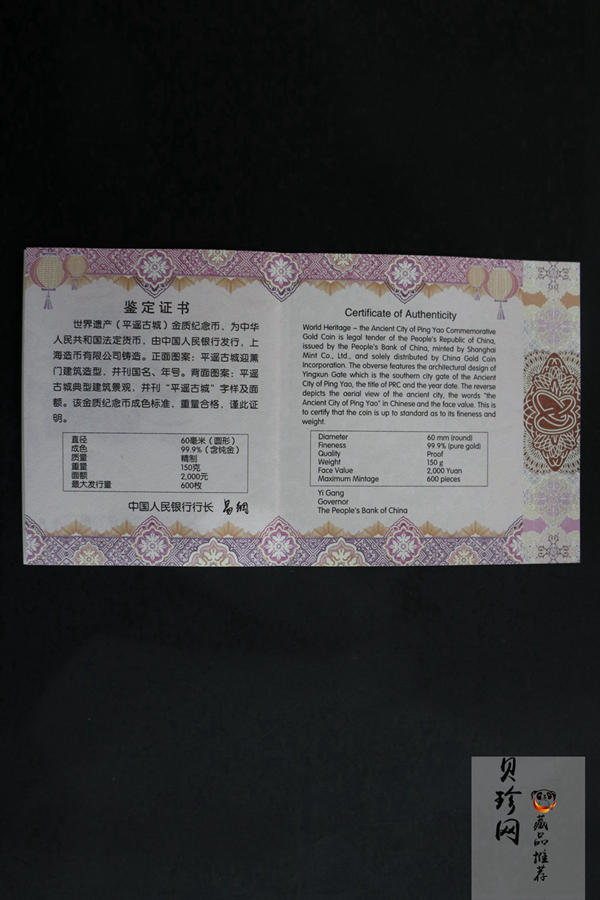 鉴定证书
世界遗产（平遥古城）金质纪念币，为中华
人民共和国法定货币，由中国人民银行发行，上
海造币有限公司铸造。正面图案：平遥古城迎薰
门建筑造型，并刊国名、年号。背面图案：平遥
古城典型建筑景观，并刊“平遥古城”字样及面
额。该金质纪念币成色标准，重量合格，谨此证
明。
直径 60毫米（圆形）
成色 99.9%（含纯金）
质量 精制
重量 150克
面额 2,000元
最大发行量 600枚
中国人民银行行长 易纲
Certificate of Authenticity
World Heritage – the Ancient City of Ping Yao Commemorative
Gold Coin is legal tender of the People's Republic of China,
issued by the People's Bank of China, minted by Shanghai
Mint Co., Ltd., and solely distributed by China Gold Coin
Incorporation. The obverse features the architectural design of
Yingxun Gate which is the southern city gate of the Ancient
City of Ping Yao, the title of PRC and the year date. The reverse
depicts the aerial view of the ancient city, the words "the
Ancient City of Ping Yao" in Chinese and the face value. This is
to certify that the coin is up to standard as to its fineness and
weight.
Diameter 60 mm (round)
Fineness 99.9% (pure gold)
Quality Proof
Weight 150 g
Face Value 2,000 Yuan
Maximum Mintage 600 pieces
Yi Gang
Governor
The People's Bank of China
贝珍网
藏品推荐